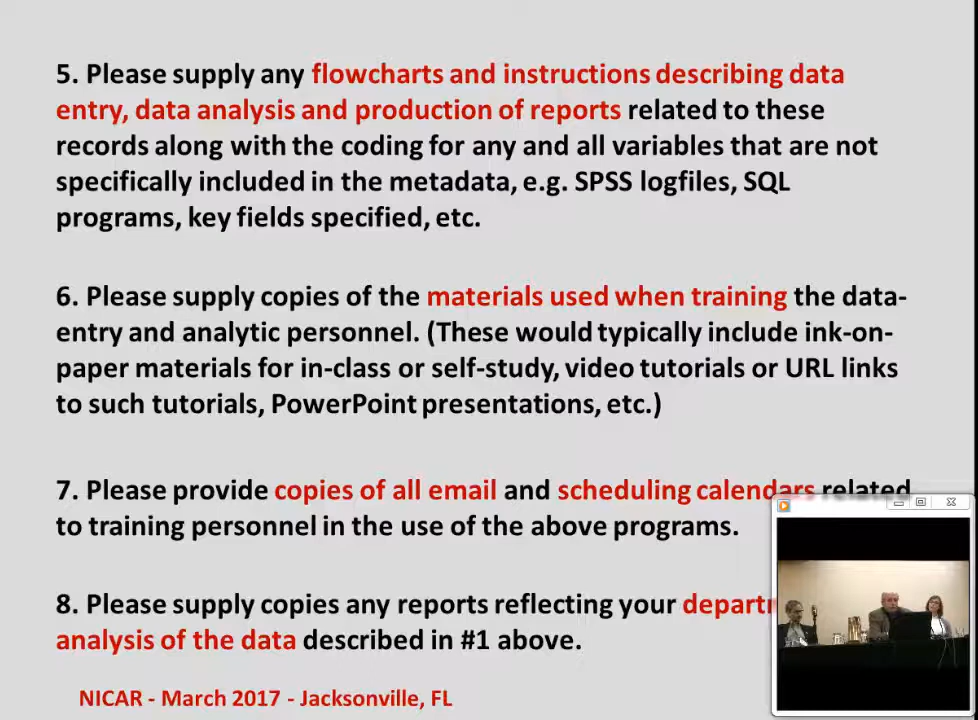 5. Please supply any flowcharts and instructions describing data
entry, data analysis and production of reports related to these
records along with the coding for any and all variables that are not
specifically included in the metadata, e.g. SPSS logfiles, SQL
programs, key fields specified, etc.
6. Please supply copies of the materials used when training the data-
entry and analytic personnel. (These would typically include ink-on-
paper materials for in-class or self-study, video tutorials or URL links
to such tutorials, PowerPoint presentations, etc.)
7. Please provide copies of all email and scheduling calendars related
to training personnel in the use of the above programs.
8. Please supply copies any reports reflecting your
analysis of the data described in #1 above.
NICAR - March 2017 - Jacksonville, FL